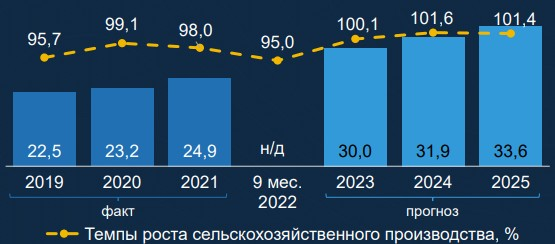 95,7 99,1 98,0 95,0 100,1 101,6 101,4
22,5 23,2 24,9 н/д 30,0 31,9 33,6
2019 2020 2021 9 мес. 2023 2024 2025
2022
факт прогноз
Темпы роста сельскохозяйственного производства, %